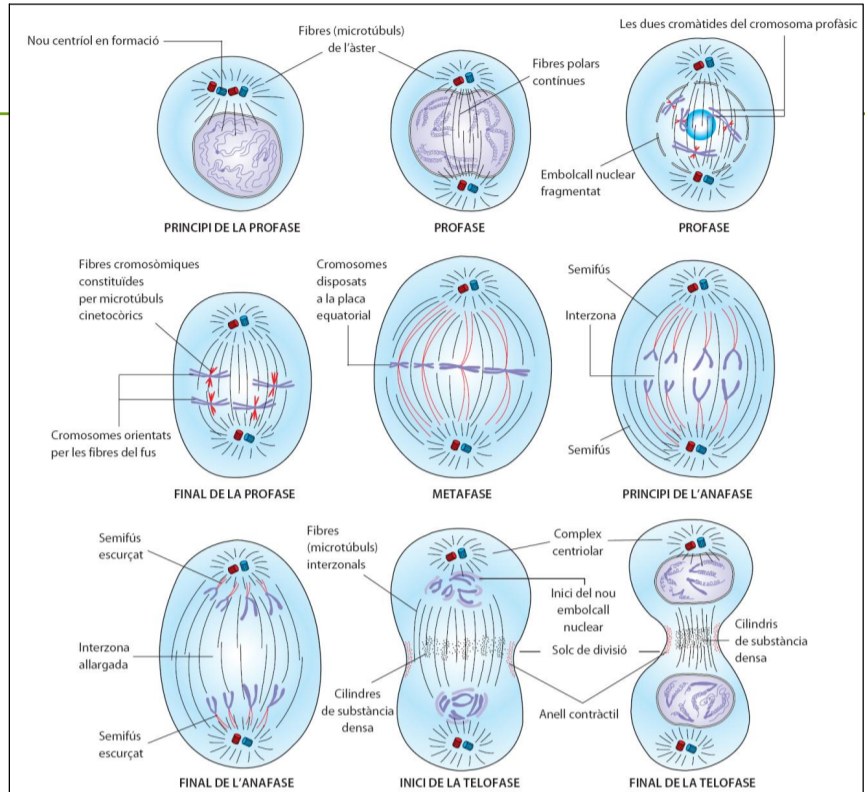 Nou centríol en formació
Fibres (microtúbuls)
de l'àster
Fibres polars
contínues
Les dues cromàtides del cromosoma profàsic
Embolcall nuclear
fragmentat
PRINCIPI DE LA PROFASE
PROFASE
PROFASE
Fibres cromosòmiques
constituïdes
per microtúbuls
cinetocòrics
Cromosomes orientats
per les fibres del fus
Cromosomes
disposats
a la placa
equatorial
Semifús
Interzona
Semifús
FINAL DE LA PROFASE
METAFASE
PRINCIPI DE L'ANAFASE
Semifús
escurçat
Interzona
allargada
Semifús
escurçat
Fibres
(microtúbuls)
interzonals
Cilindres
de substància
densa
Complex
centriolar
Inici del nou
embolcall
nuclear
Solc de divisió
Anell contràctil
Cilindris
de substància
densa
FINAL DE L'ANAFASE
INICI DE LA TELOFASE
FINAL DE LA TELOFASE